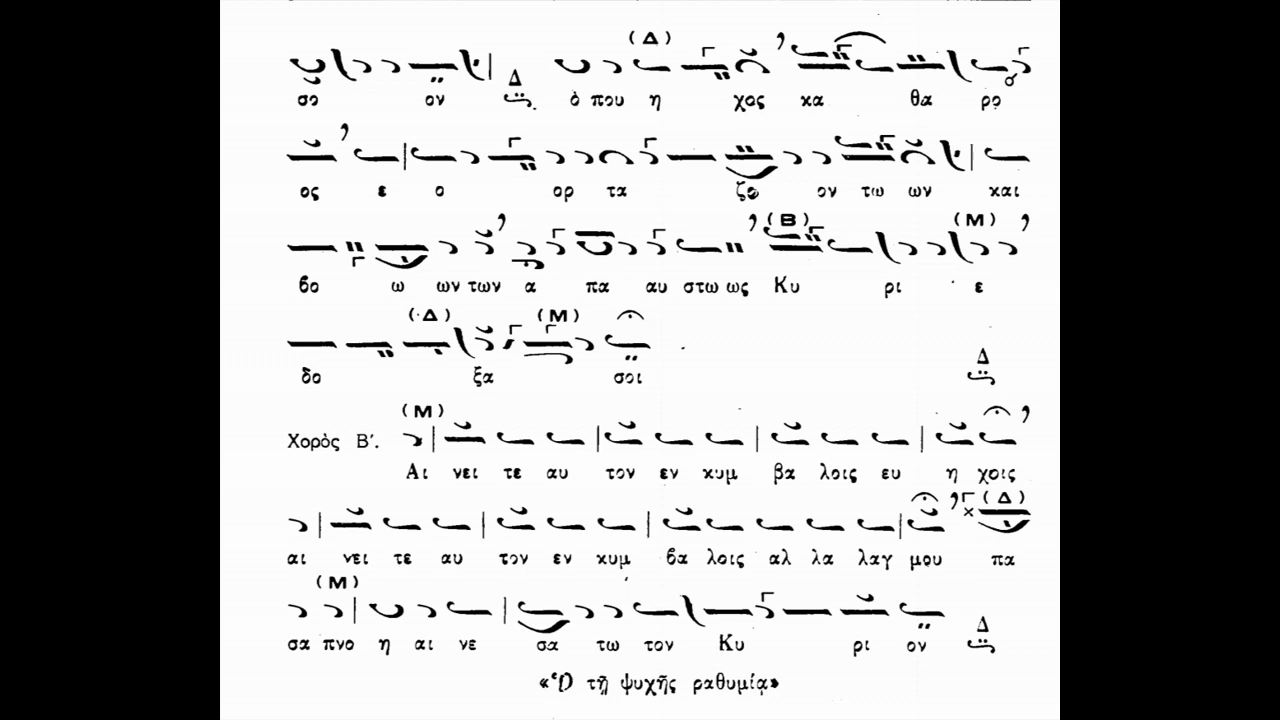 (Δ)
σο ον Δ ὁ που η χος κα θα ρο
ος ε ο ορ τα ζο ον τω ων και
(Β) (Μ)
βο ω ων των α πα αυ στω ως Κυ ρι ε
(Δ) (Μ)
δο ξα σοι Δ
(Μ)
Χορὸς Β′.
Αι νει τε αυ τον εν κυμ βα λοις ευ η χοις
(Δ)
αι νει τε αυ τον εν κυμ βα λοις αλ λα λαγ μου πα
(Μ)
σα πνο η αι νε σα τω τον Κυ ρι ον Δ
«Ὁ τῇ ψυχῆς ραθυμίᾳ»